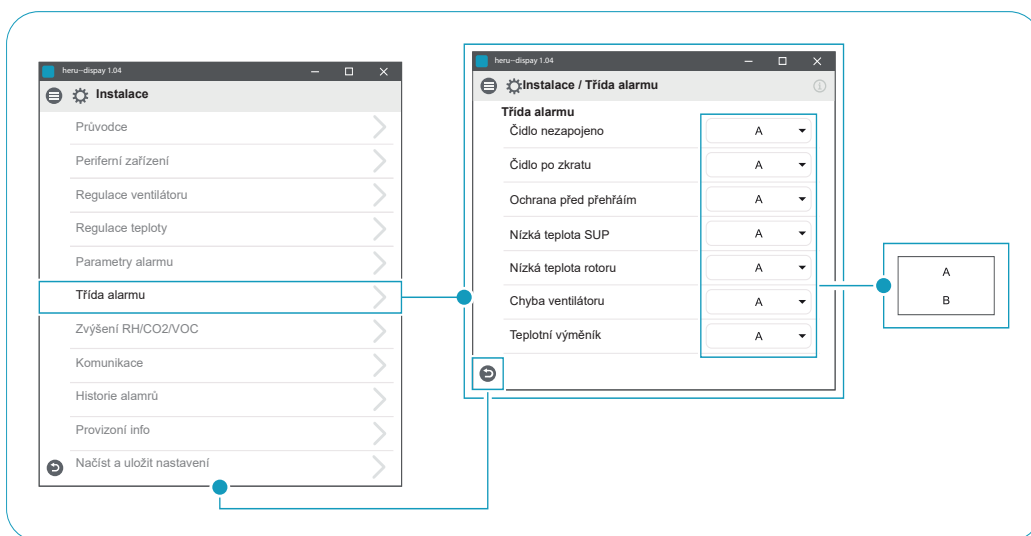 heru–dispay 1.04
Instalace
Průvodce
Periferní zařízení
Regulace ventilátoru
Regulace teploty
Parametry alarmu
Třída alarmu
Zvýšení RH/CO2/VOC
Komunikace
Historie alamrů
Provizoní info
Načíst a uložit nastavení
heru–dispay 1.04
Instalace / Třída alarmu
Třída alarmu
Čidlo nezapojeno A
Čidlo po zkratu A
Ochrana před přehřáím A
Nízká teplota SUP A
Nízká teplota rotoru A
Chyba ventilátoru A
Teplotní výměník A
A
B